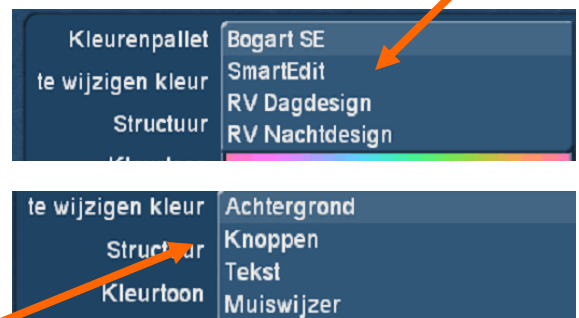 Kleurenpallet Bogart SE
te wijzigen kleur SmartEdit
Structuur RV Dagdesign
RV Nachtdesign
te wijzigen kleur Achtergrond
Structuur Knoppen
Tekst
Kleurtoon Muiswijzer